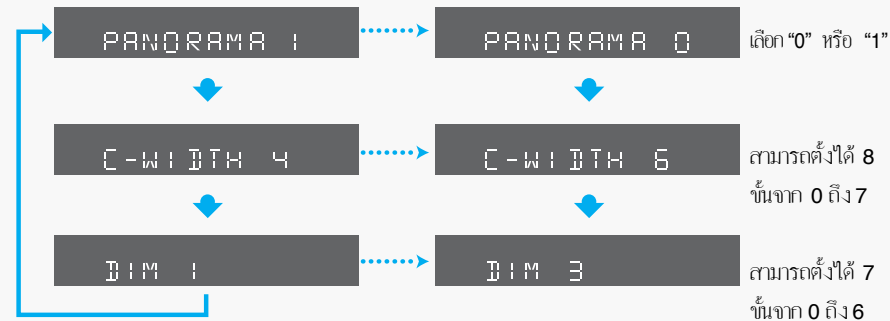 PANORAMA 1 PANORAMA 0 เลือก “0” หรือ “1”
C-WIDTH 4 C-WIDTH 6 สามารถตั้งได้ 8
ขั้นจาก 0 ถึง 7
DIM 1 DIM 3 สามารถตั้งได้ 7
ขั้นจาก 0 ถึง 6